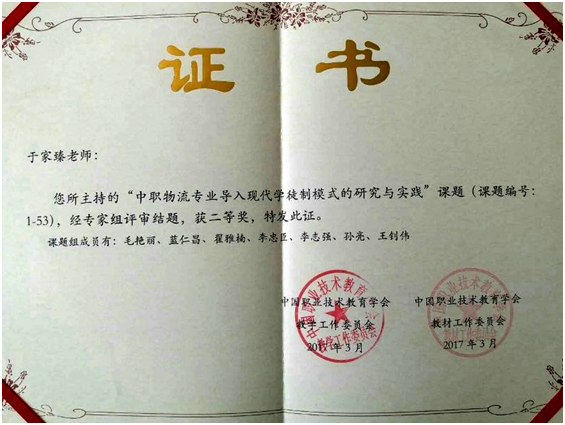 证 书
于家臻老师：
您所主持的“中职物流专业导入现代学徒制模式的研究与实践”课题（课题编号：
1-53），经专家组评审结题，获二等奖，特发此证。
课题组成员有：毛艳丽、蓝仁昌、翟雅楠、李忠臣、李志强、孙亮、王钊伟
中国职业技术教育学会 中国职业技术教育学会
教学工作委员会 教材工作委员会
2017年3月 2017年3月